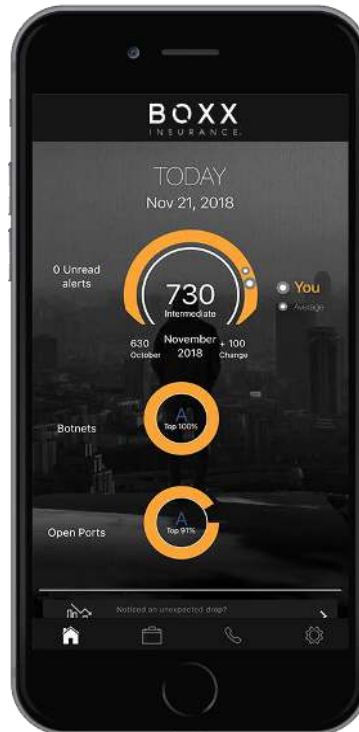 BOXX
INSURANCE.
TODAY
Nov 21, 2018
0 Unread
alerts
730
Intermediate
You
Average
630
October
November
2018
+ 100
Change
Botnets
A
Top 100%
Open Ports
A
Top 91%
Noticed an unexpected drop?